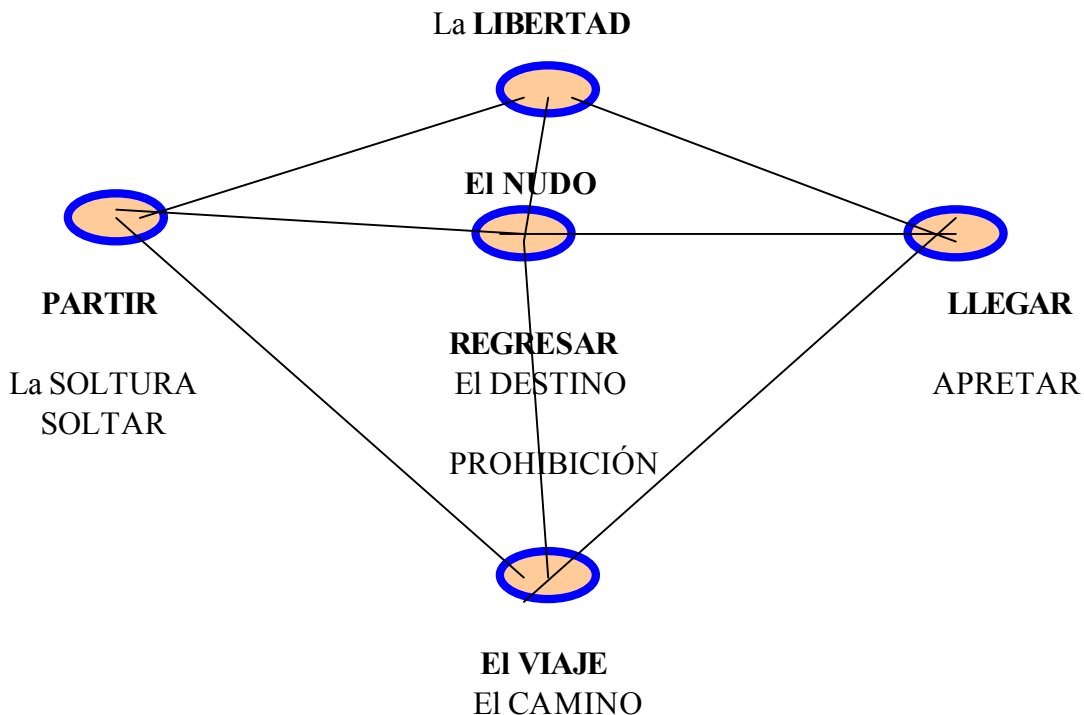 La LIBERTAD
El NUDO
PARTIR
LLEGAR
REGRESAR
La SOLTURA
El DESTINO
APRETAR
SOLTAR
PROHIBICIÓN
El VIAJE
El CAMINO